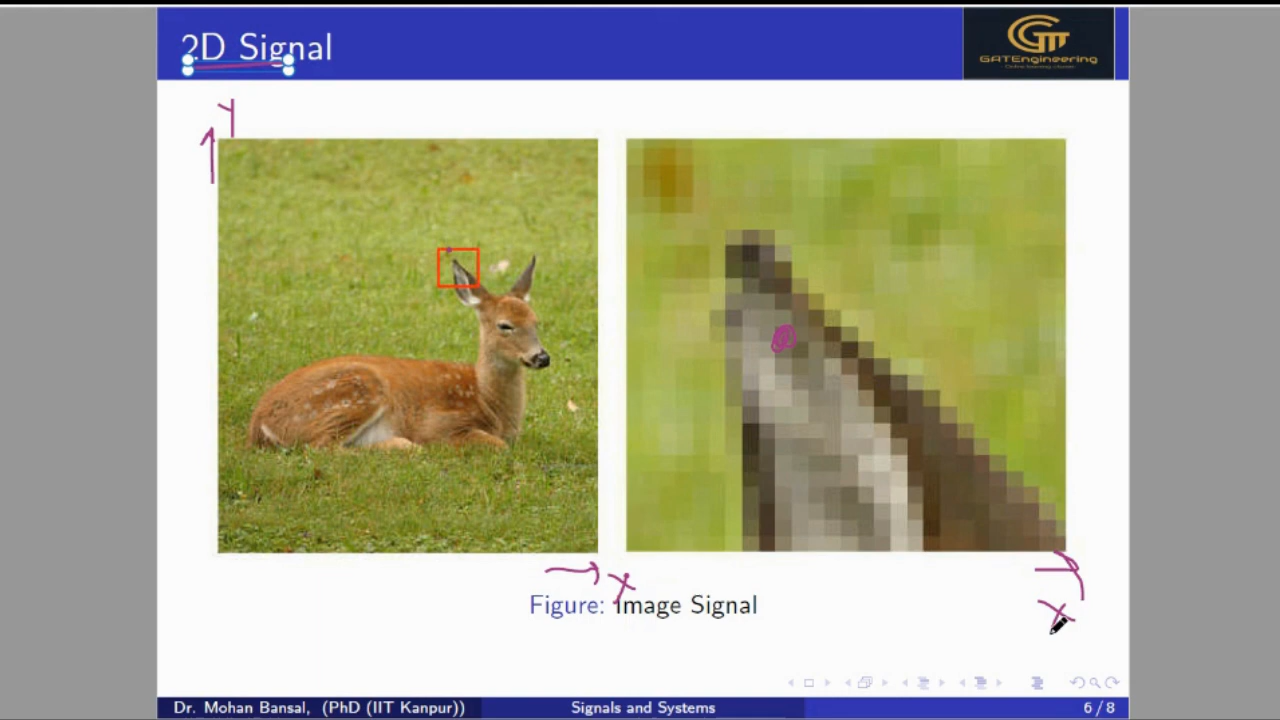 2D Signal
GATEngineering
y
x
x
Figure: Image Signal
Dr. Mohan Bansal, (PhD (IIT Kanpur)) Signals and Systems 6 / 8